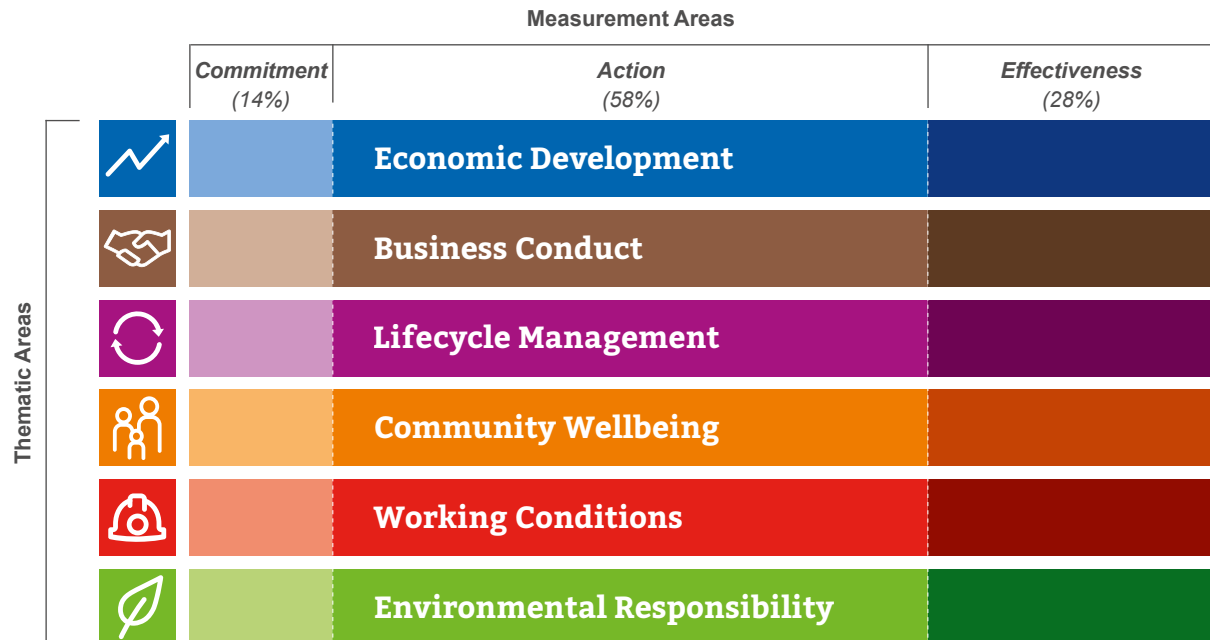 Measurement Areas
Commitment
(14%)
Action
(58%)
Effectiveness
(28%)
Thematic Areas
Economic Development
Business Conduct
Lifecycle Management
Community Wellbeing
Working Conditions
Environmental Responsibility